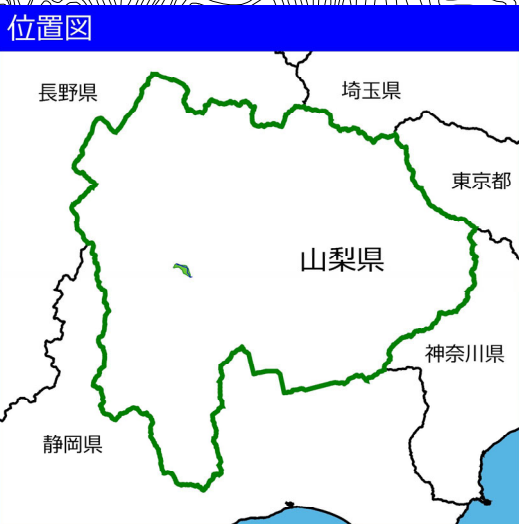 位置図
長野県
埼玉県
東京都
山梨県
神奈川県
静岡県